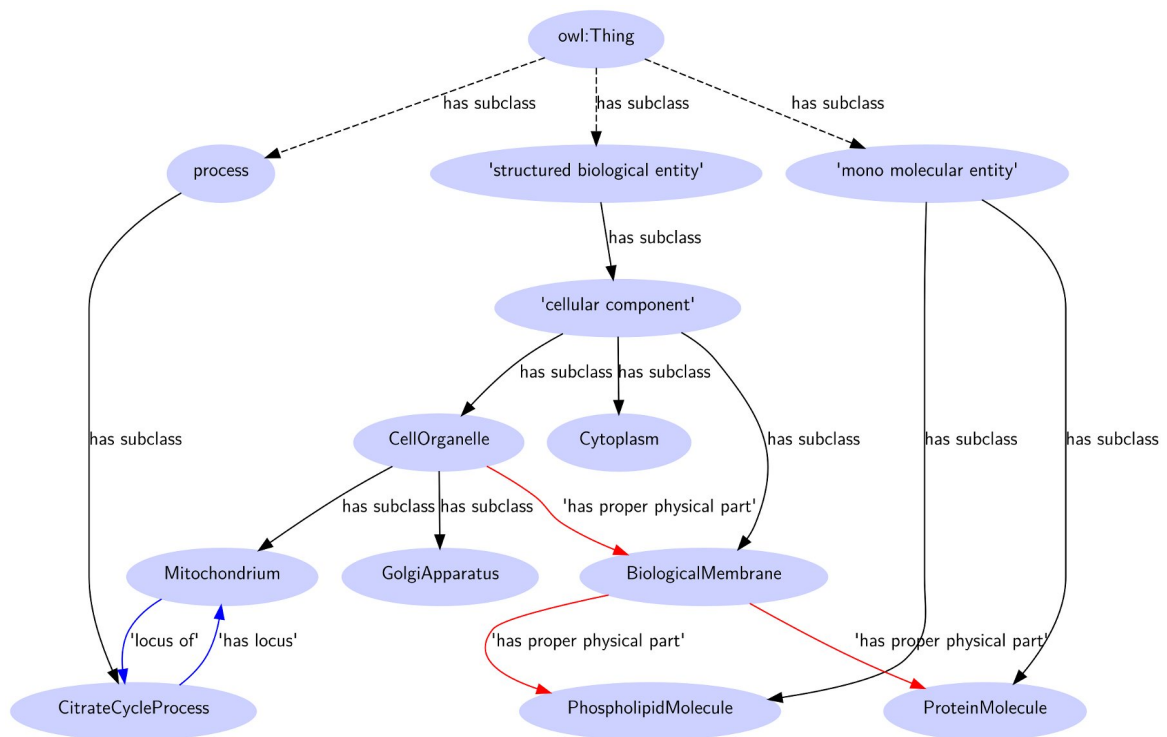 owl:Thing
has subclass
has subclass
has subclass
process
'structured biological entity'
'mono molecular entity'
has subclass
'cellular component'
has subclass
has subclass
has subclass
CellOrganelle
Cytoplasm
has subclass
has subclass
has subclass
has subclass
has subclass
'has proper physical part'
Mitochondrium
GolgiApparatus
BiologicalMembrane
'locus of'
'has locus'
'has proper physical part'
'has proper physical part'
CitrateCycleProcess
PhospholipidMolecule
ProteinMolecule